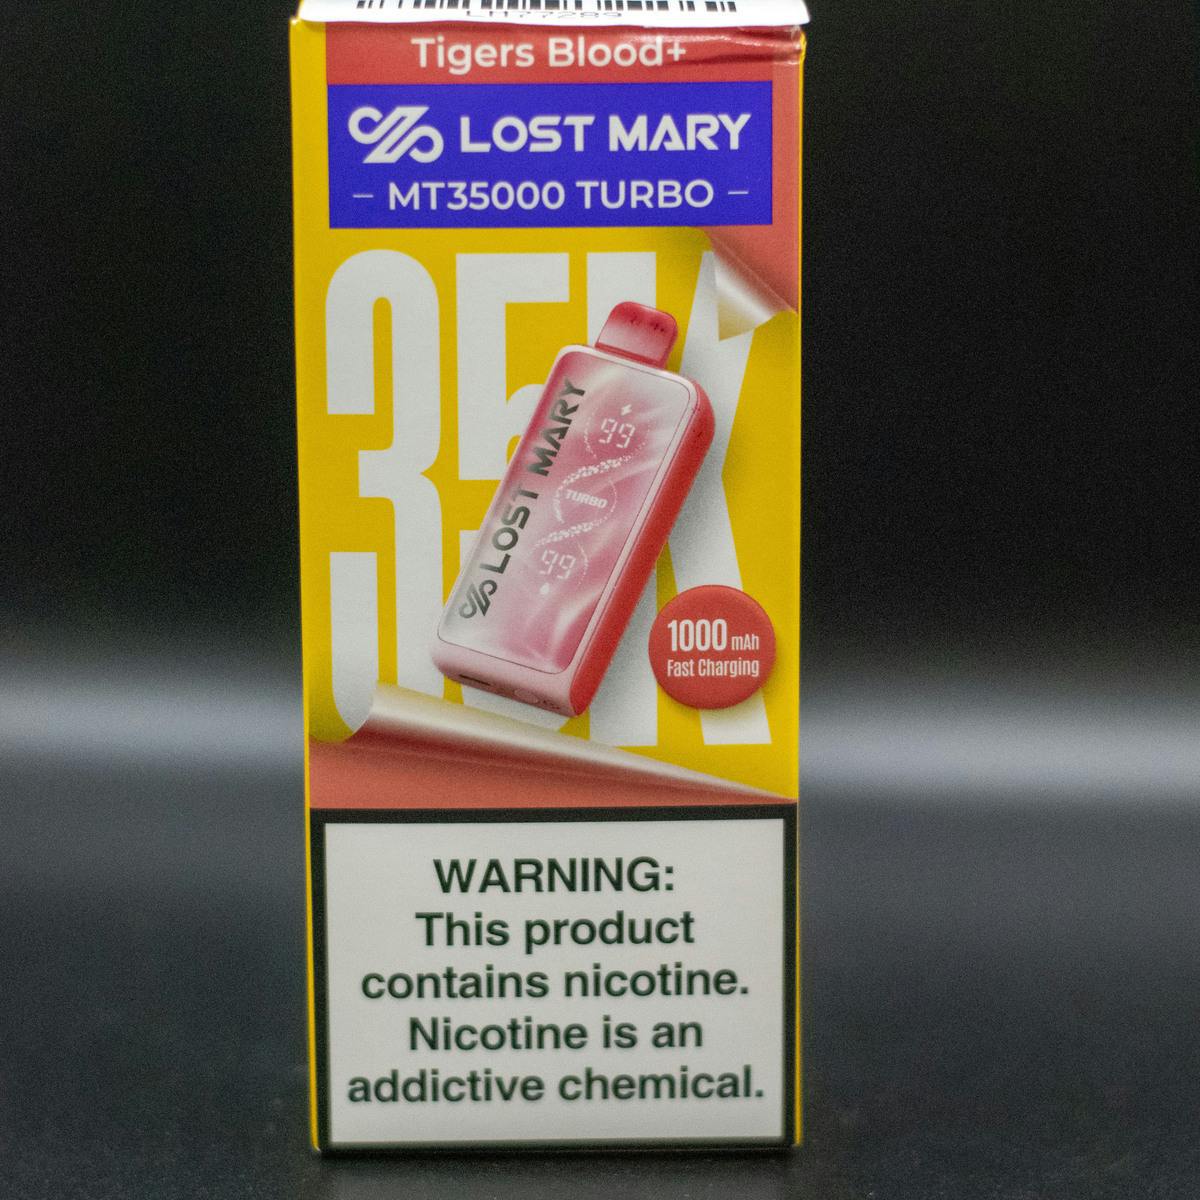 Tigers Blood+
LOST MARY
– MT35000 TURBO –
35K
LOST MARY
99
TURBO
99
1000 mAh
Fast Charging
WARNING:
This product
contains nicotine.
Nicotine is an
addictive chemical.